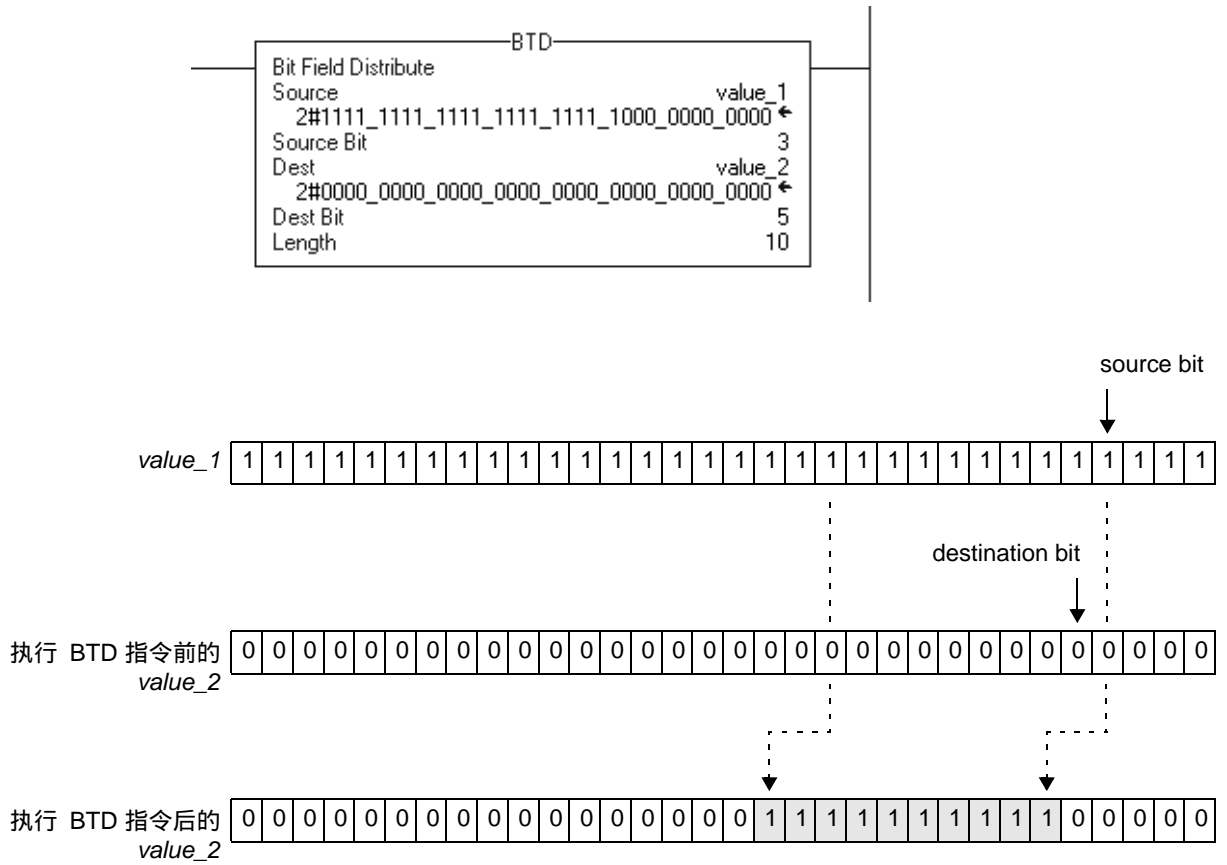 BTD
Bit Field Distribute
Source value_1
2#1111_1111_1111_1111_1111_1000_0000_0000
Source Bit 3
Dest value_2
2#0000_0000_0000_0000_0000_0000_0000_0000
Dest Bit 5
Length 10
source bit
value_1 1 1 1 1 1 1 1 1 1 1 1 1 1 1 1 1 1 1 1 1 1 1 1 1 1 1 1 1 1 1 1 1
destination bit
执行 BTD 指令前的 0 0 0 0 0 0 0 0 0 0 0 0 0 0 0 0 0 0 0 0 0 0 0 0 0 0 0 0 0 0 0 0
value_2
执行 BTD 指令后的 0 0 0 0 0 0 0 0 0 0 0 0 0 0 0 0 0 1 1 1 1 1 1 1 1 1 1 0 0 0 0 0
value_2